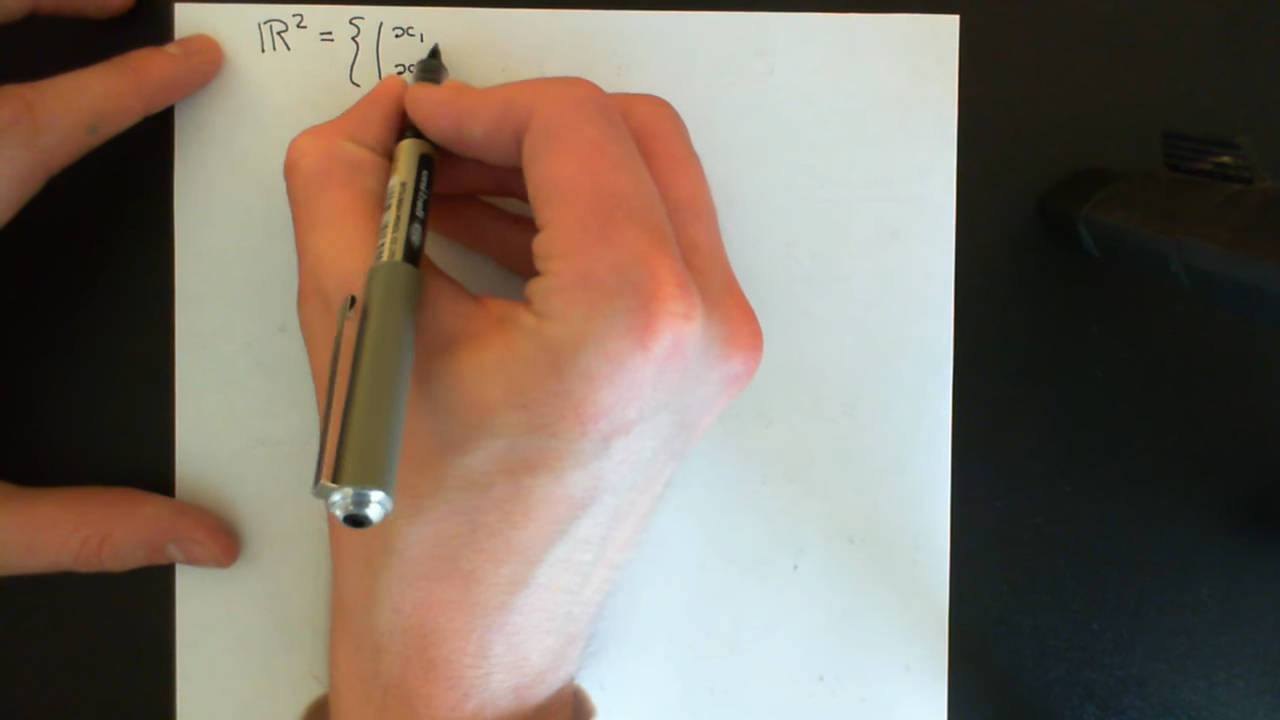 ℝ² = { ( x₁
x